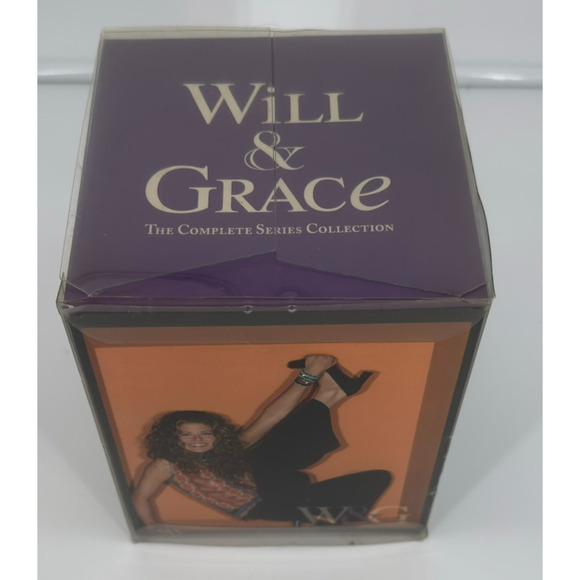 WiLL
&
GRACe
THE COMPLETE SERIES COLLECTION
W&G